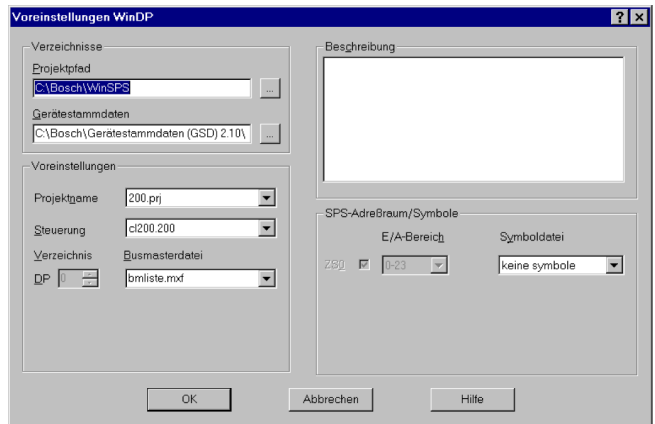 Voreinstellungen WinDP
Verzeichnisse
Projektpfad
C:\Bosch\WinSPS
...
Gerätestammdaten
C:\Bosch\Gerätestammdaten (GSD) 2.10\
...
Voreinstellungen
Projektname
200.prj
Steuerung
cl200.200
Verzeichnis
Busmasterdatei
DP
0
bmliste.mxf
Beschreibung
SPS-Adreßraum/Symbole
E/A-Bereich
Symboldatei
ZS0
0-23
keine symbole
OK
Abbrechen
Hilfe